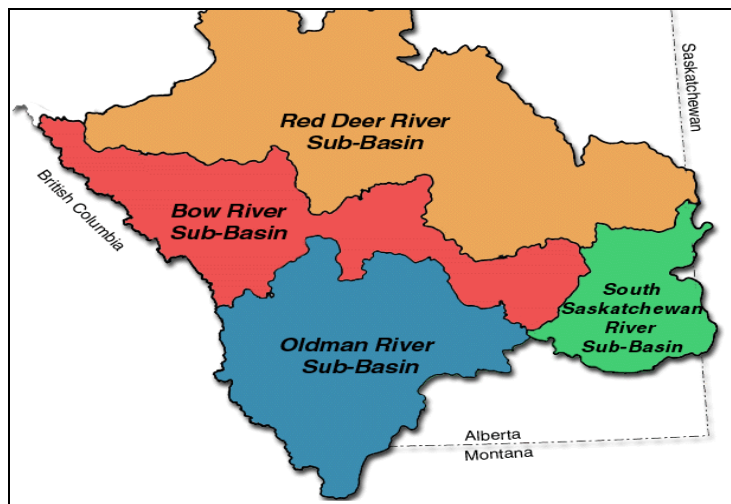 Saskatchewan
Red Deer River
Sub-Basin
British Columbia
Bow River
Sub-Basin
South
Saskatchewan
River
Sub-Basin
Oldman River
Sub-Basin
Alberta
Montana